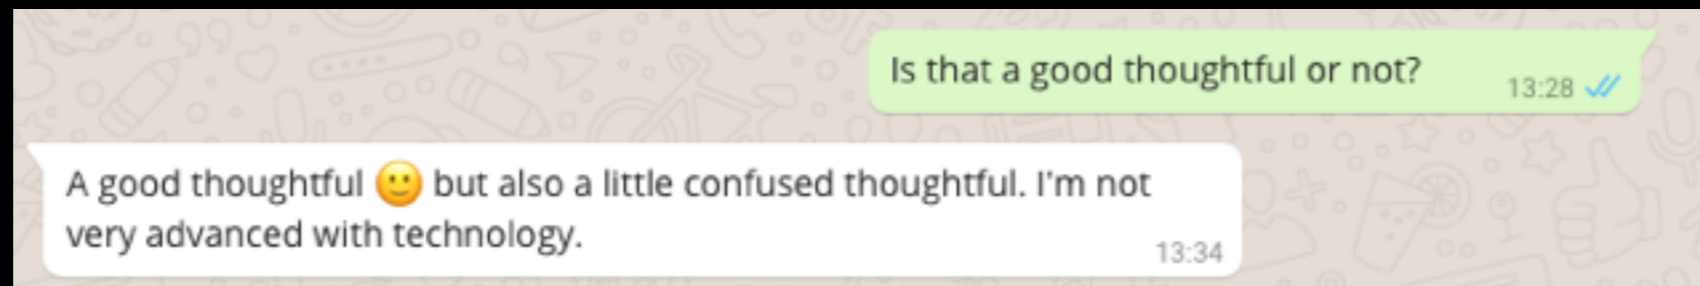 Is that a good thoughtful or not?
13:28
A good thoughtful 🙂 but also a little confused thoughtful. I'm not
very advanced with technology.
13:34